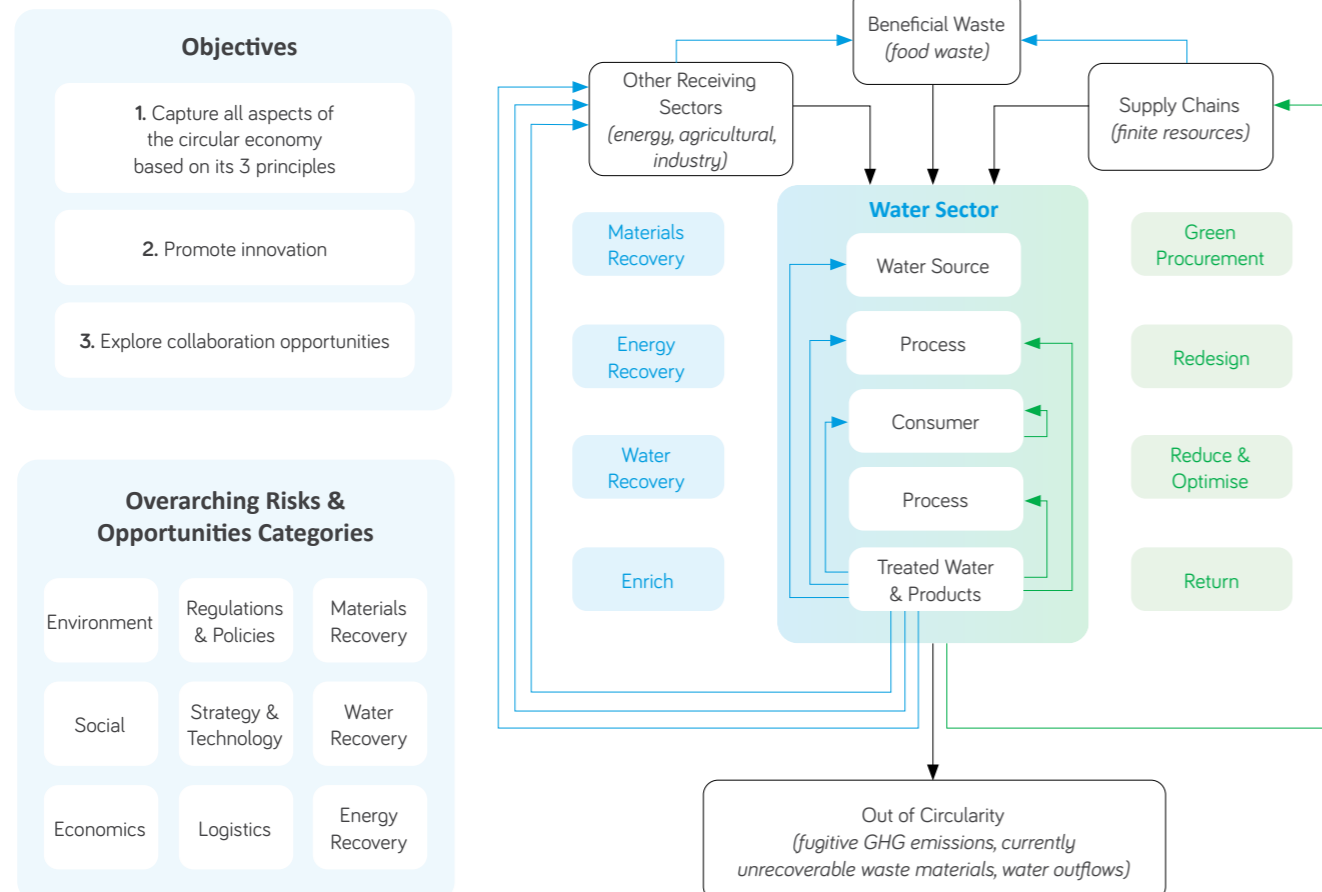 Objectives
1. Capture all aspects of
the circular economy
based on its 3 principles
2. Promote innovation
3. Explore collaboration opportunities
Overarching Risks &
Opportunities Categories
Environment
Regulations
& Policies
Materials
Recovery
Social
Strategy &
Technology
Water
Recovery
Economics
Logistics
Energy
Recovery
Beneficial Waste
(food waste)
Other Receiving
Sectors
(energy, agricultural,
industry)
Supply Chains
(finite resources)
Materials
Recovery
Energy
Recovery
Water
Recovery
Enrich
Water Sector
Water Source
Process
Consumer
Process
Treated Water
& Products
Green
Procurement
Redesign
Reduce &
Optimise
Return
Out of Circularity
(fugitive GHG emissions, currently
unrecoverable waste materials, water outflows)